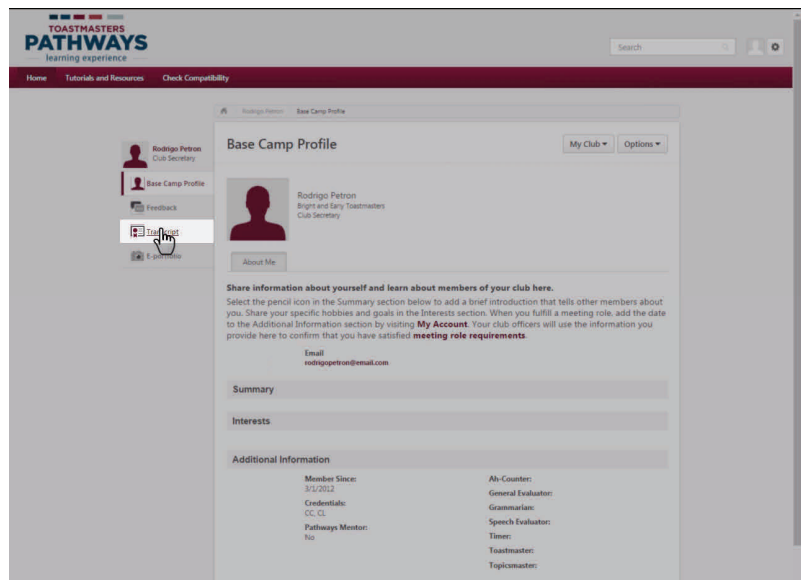 TOASTMASTERS
PATHWAYS
learning experience
Search
Home Tutorials and Resources Check Compatibility
Rodrigo Petron Base Camp Profile
Rodrigo Petron
Club Secretary
Base Camp Profile
Feedback
Transcript
E-portfolio
Base Camp Profile
My Club Options
Rodrigo Petron
Bright and Early Toastmasters
Club Secretary
About Me
Share information about yourself and learn about members of your club here.
Select the pencil icon in the Summary section below to add a brief introduction that tells other members about
you. Share your specific hobbies and goals in the Interests section. When you fulfill a meeting role, add the date
to the Additional Information section by visiting My Account. Your club officers will use the information you
provide here to confirm that you have satisfied meeting role requirements.
Email
rodrigopetron@email.com
Summary
Interests
Additional Information
Member Since:
3/1/2012
Credentials:
CC, CL
Pathways Mentor:
No
Ah-Counter:
General Evaluator:
Grammarian:
Speech Evaluator:
Timer:
Toastmaster:
Topicsmaster: